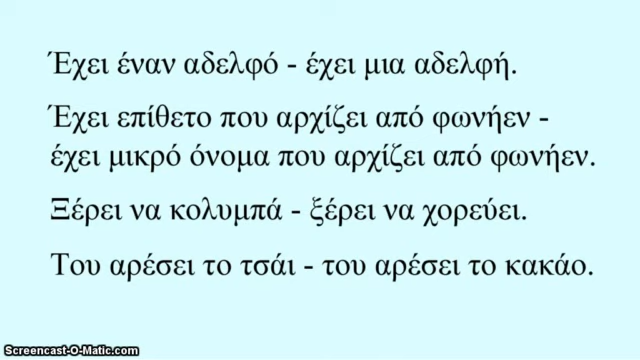 Έχει έναν αδελφό - έχει μια αδελφή.
Έχει επίθετο που αρχίζει από φωνήεν -
έχει μικρό όνομα που αρχίζει από φωνήεν.
Ξέρει να κολυμπά - ξέρει να χορεύει.
Του αρέσει το τσάι - του αρέσει το κακάο.
Screencast-O-Matic.com